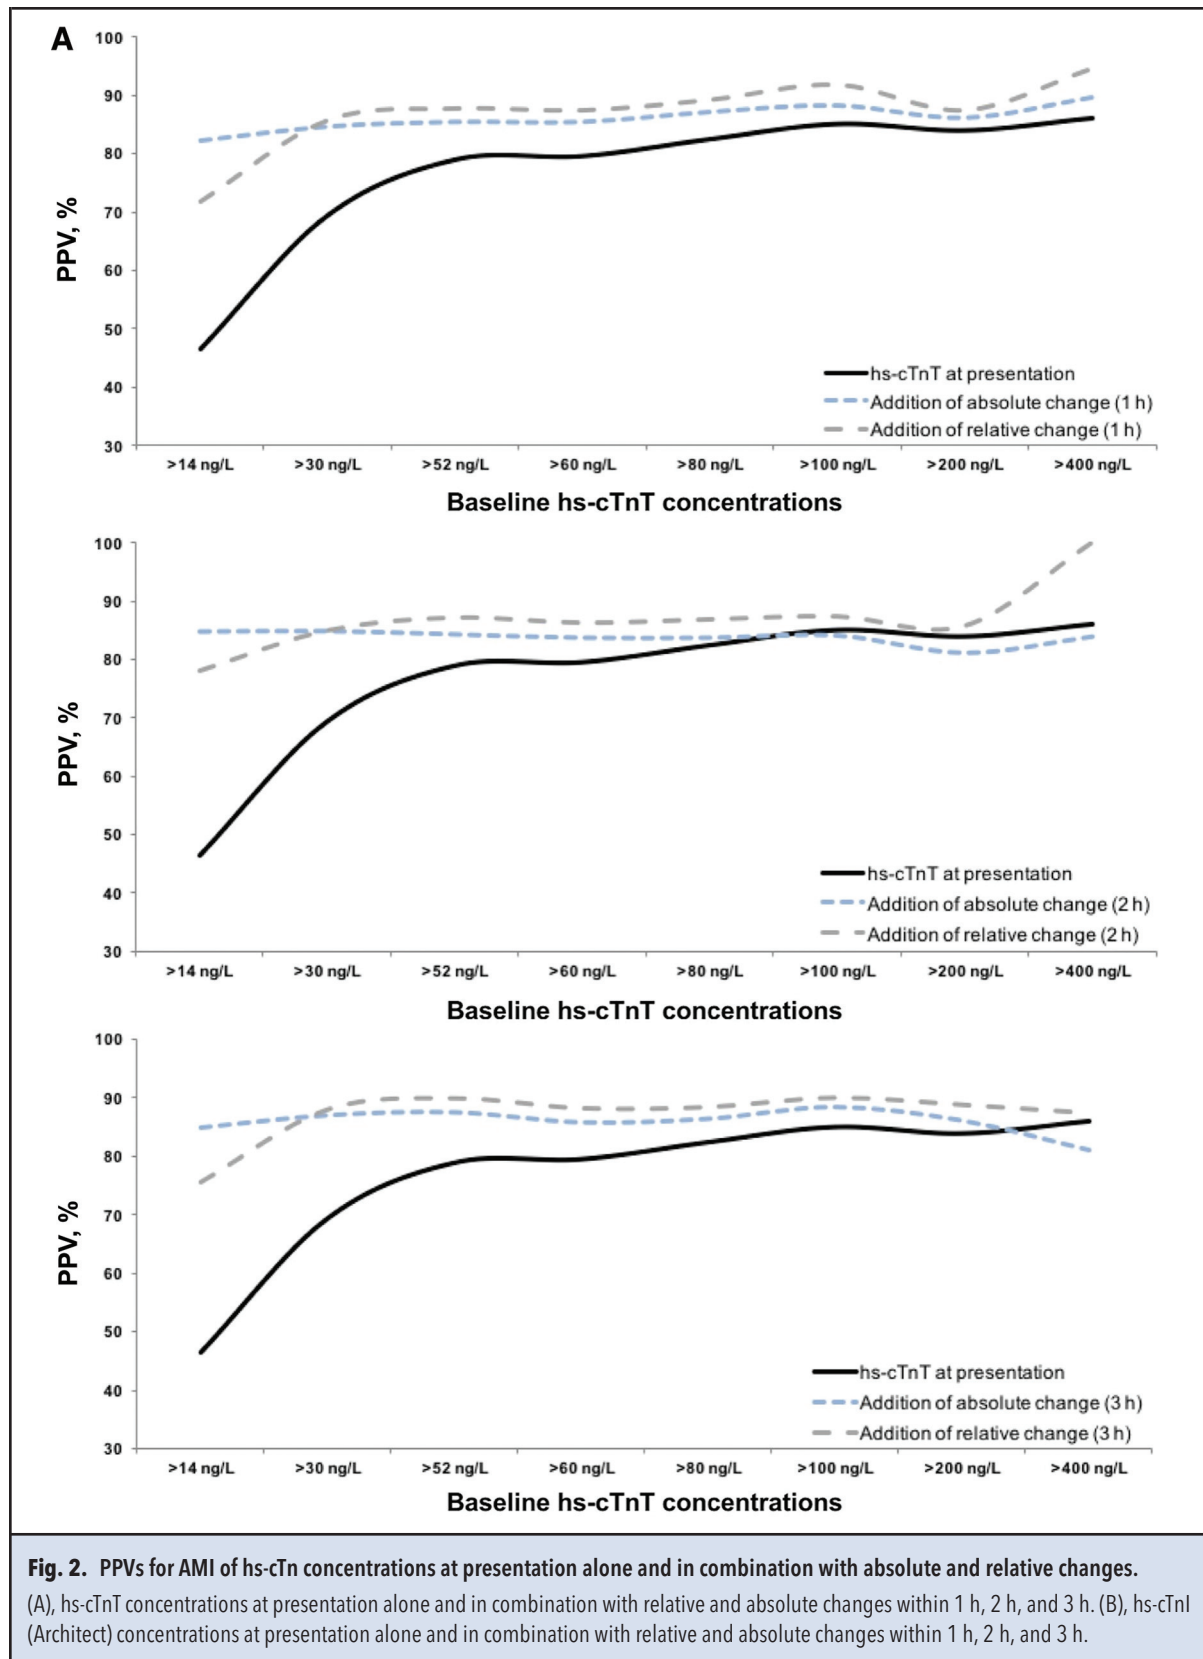 A
100
90
80
70
60
50
40
30
PPV, %
hs-cTnT at presentation
Addition of absolute change (1 h)
Addition of relative change (1 h)
>14 ng/L >30 ng/L >52 ng/L >60 ng/L >80 ng/L >100 ng/L >200 ng/L >400 ng/L
Baseline hs-cTnT concentrations
100
90
80
70
60
50
40
30
PPV, %
hs-cTnT at presentation
Addition of absolute change (2 h)
Addition of relative change (2 h)
>14 ng/L >30 ng/L >52 ng/L >60 ng/L >80 ng/L >100 ng/L >200 ng/L >400 ng/L
Baseline hs-cTnT concentrations
100
90
80
70
60
50
40
30
PPV, %
hs-cTnT at presentation
Addition of absolute change (3 h)
Addition of relative change (3 h)
>14 ng/L >30 ng/L >52 ng/L >60 ng/L >80 ng/L >100 ng/L >200 ng/L >400 ng/L
Baseline hs-cTnT concentrations
Fig. 2. PPVs for AMI of hs-cTn concentrations at presentation alone and in combination with absolute and relative changes.
(A), hs-cTnT concentrations at presentation alone and in combination with relative and absolute changes within 1 h, 2 h, and 3 h. (B), hs-cTnI
(Architect) concentrations at presentation alone and in combination with relative and absolute changes within 1 h, 2 h, and 3 h.